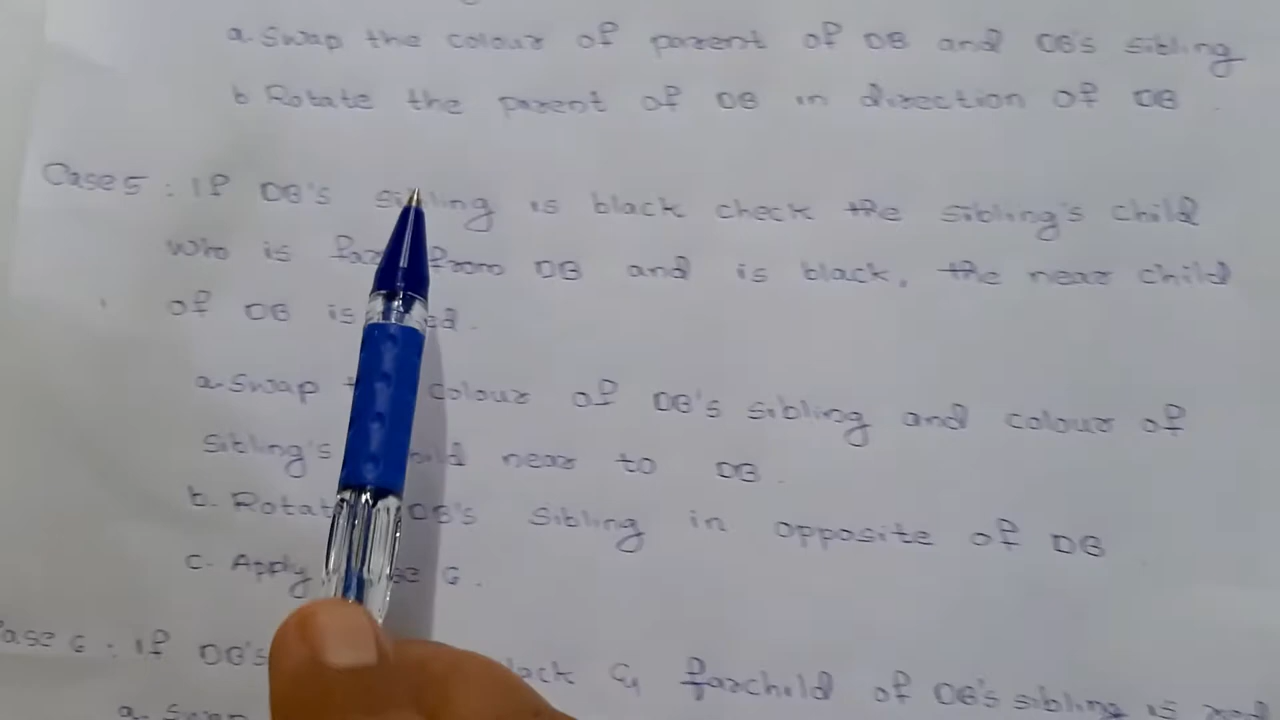 a. Swap the colour of parent of DB and DB's sibling
b Rotate the parent of DB in direction of DB
Case 5 : If DB's sibling is black check the sibling's child
who is far from DB and is black, the near child
of DB is
a. Swap colour of DB's sibling and colour of
sibling's near to DB.
b. Rotate DB's sibling in opposite of DB
c. Apply 6.
Case 6 : If DB's & farchild of DB's sibling is red
a. Swap